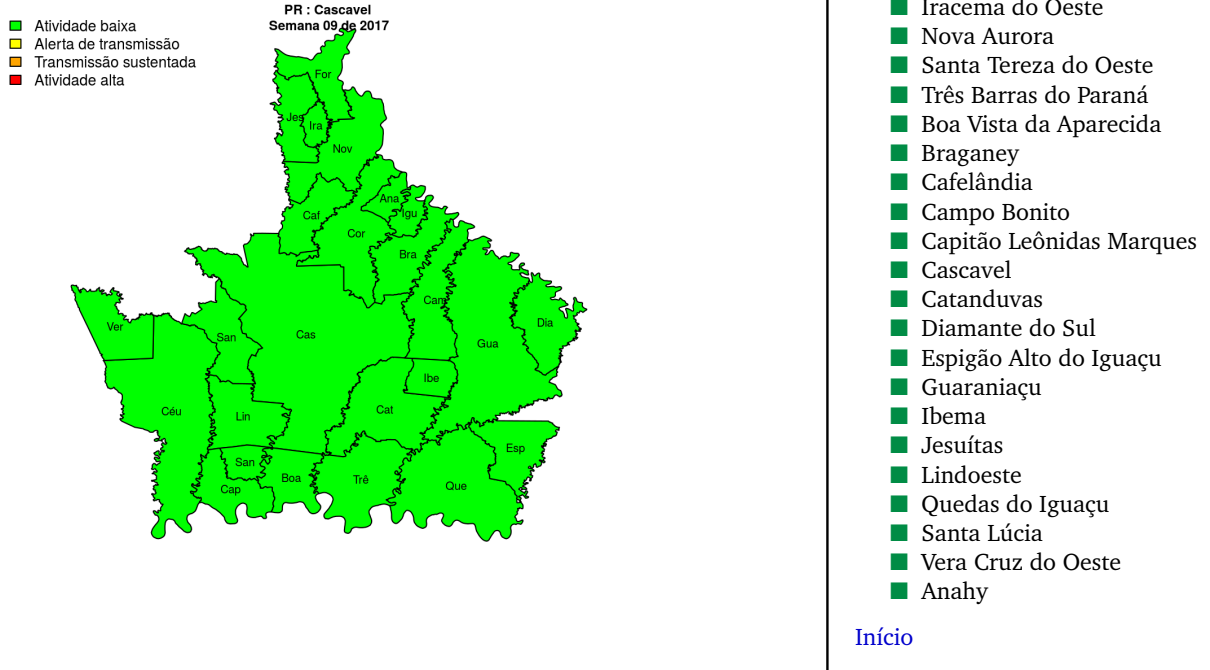 PR : Cascavel
Semana 09 de 2017
Atividade baixa
Alerta de transmissão
Transmissão sustentada
Atividade alta
For
Jes
Ira
Nov
Ana
Caf
Igu
Cor
Bra
Cam
Ver
San
Cas
Gua
Dia
Ibe
Céu
Lin
Cat
San
Cap
Boa
Trê
Que
Esp
Iracema do Oeste
Nova Aurora
Santa Tereza do Oeste
Três Barras do Paraná
Boa Vista da Aparecida
Braganey
Cafelândia
Campo Bonito
Capitão Leônidas Marques
Cascavel
Catanduvas
Diamante do Sul
Espigão Alto do Iguaçu
Guaraniaçu
Ibema
Jesuítas
Lindoeste
Quedas do Iguaçu
Santa Lúcia
Vera Cruz do Oeste
Anahy
Início